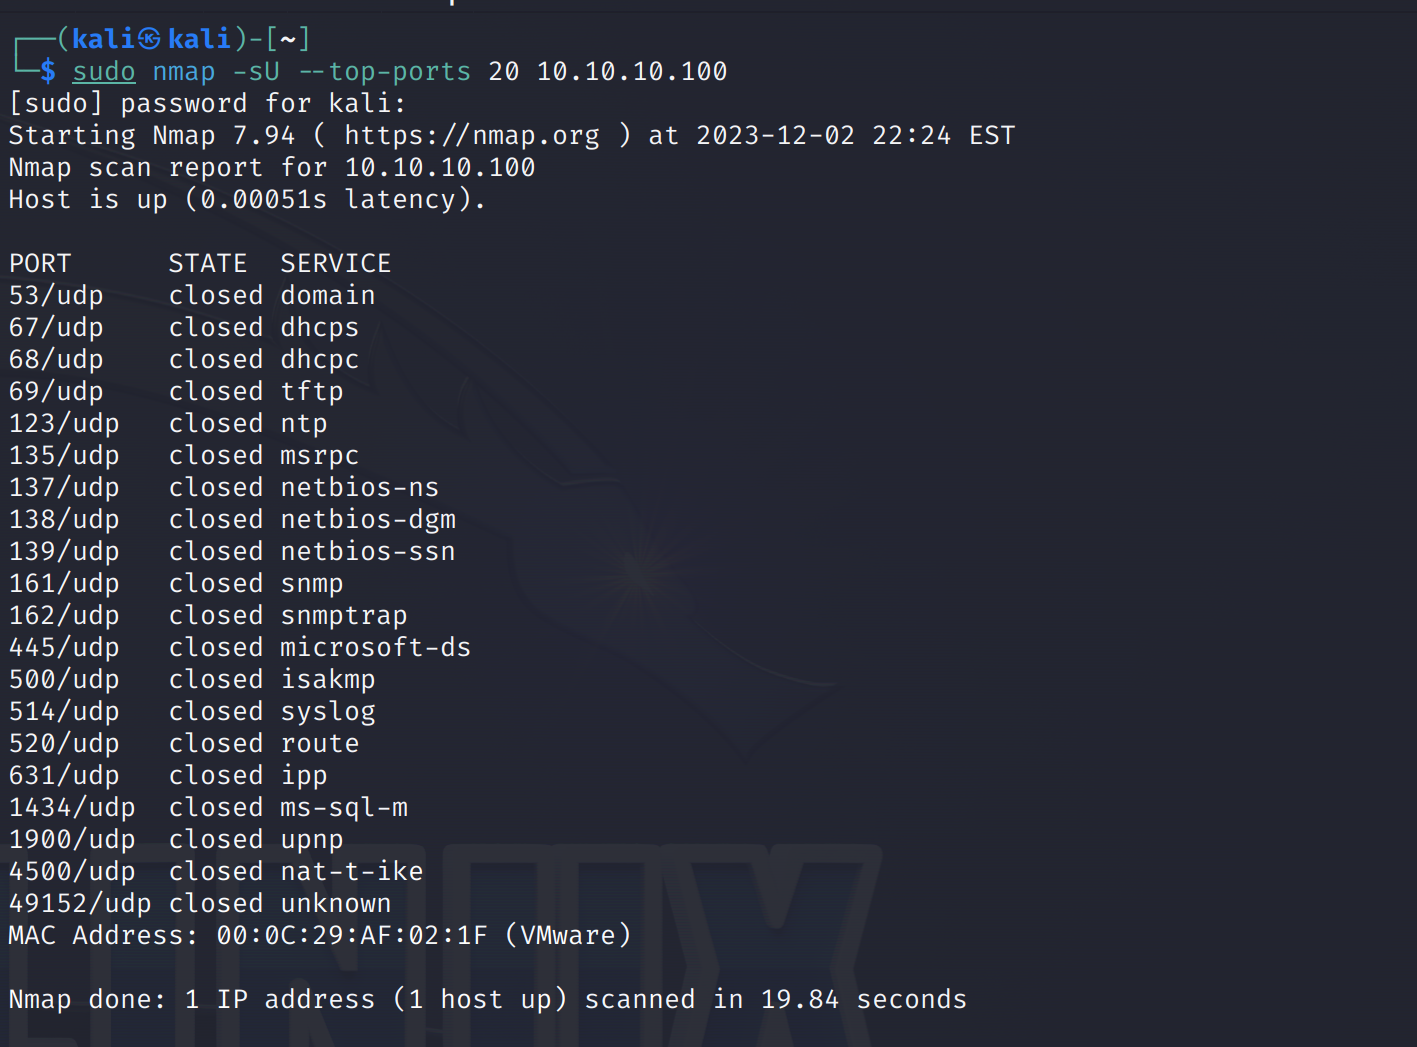 ┌──(kali㉿kali)-[~]
└─$ sudo nmap -sU --top-ports 20 10.10.10.100
[sudo] password for kali:
Starting Nmap 7.94 ( https://nmap.org ) at 2023-12-02 22:24 EST
Nmap scan report for 10.10.10.100
Host is up (0.00051s latency).

PORT      STATE  SERVICE
53/udp    closed domain
67/udp    closed dhcps
68/udp    closed dhcpc
69/udp    closed tftp
123/udp   closed ntp
135/udp   closed msrpc
137/udp   closed netbios-ns
138/udp   closed netbios-dgm
139/udp   closed netbios-ssn
161/udp   closed snmp
162/udp   closed snmptrap
445/udp   closed microsoft-ds
500/udp   closed isakmp
514/udp   closed syslog
520/udp   closed route
631/udp   closed ipp
1434/udp  closed ms-sql-m
1900/udp  closed upnp
4500/udp  closed nat-t-ike
49152/udp closed unknown
MAC Address: 00:0C:29:AF:02:1F (VMware)

Nmap done: 1 IP address (1 host up) scanned in 19.84 seconds